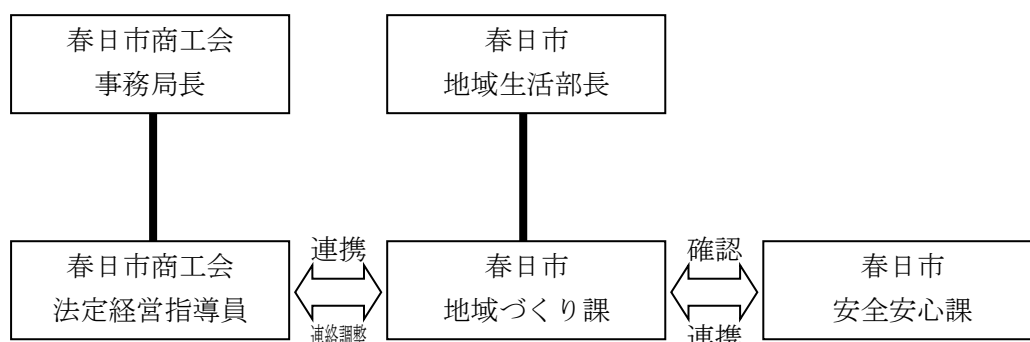 春日市商工会
事務局長
春日市
地域生活部長
春日市商工会
法定経営指導員
連携
連絡調整
春日市
地域づくり課
確認
連携
春日市
安全安心課